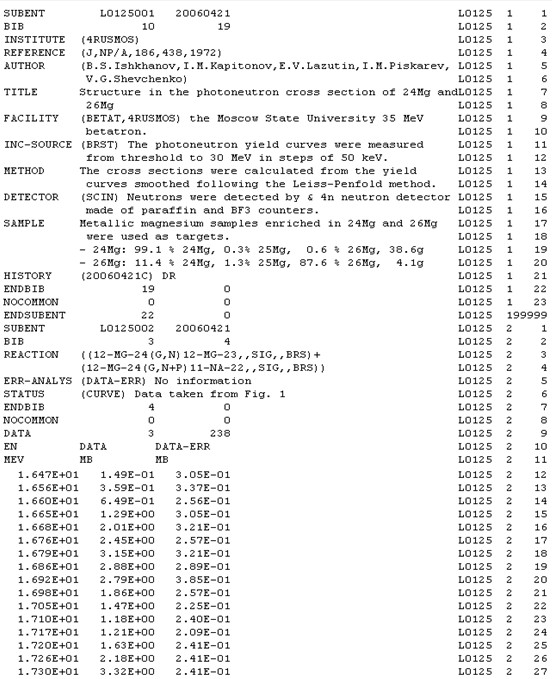 SUBENT        L0125001   20060421                                 L0125  1    1
BIB                 10         19                                 L0125  1    2
INSTITUTE  (4RUSMOS)                                              L0125  1    3
REFERENCE  (J,NP/A,186,438,1972)                                  L0125  1    4
AUTHOR     (B.S.Ishkhanov,I.M.Kapitonov,E.V.Lazutin,I.M.Piskarev, L0125  1    5
            V.G.Shevchenko)                                       L0125  1    6
TITLE      Structure in the photoneutron cross section of 24Mg andL0125  1    7
            26Mg                                                  L0125  1    8
FACILITY   (BETAT,4RUSMOS) the Moscow State University 35 MeV     L0125  1    9
            betatron.                                             L0125  1   10
INC-SOURCE (BRST) The photoneutron yield curves were measured     L0125  1   11
            from threshold to 30 MeV in steps of 50 keV.          L0125  1   12
METHOD     The cross sections were calculated from the yield      L0125  1   13
            curves smoothed following the Leiss-Penfold method.   L0125  1   14
DETECTOR   (SCIN) Neutrons were detected by & 4n neutron detector L0125  1   15
            made of paraffin and BF3 counters.                    L0125  1   16
SAMPLE     Metallic magnesium samples enriched in 24Mg and 26Mg   L0125  1   17
            were used as targets.                                 L0125  1   18
           - 24Mg: 99.1 % 24Mg, 0.3% 25Mg,  0.6 % 26Mg, 38.6g     L0125  1   19
           - 26Mg: 11.4 % 24Mg, 1.3% 25Mg, 87.6 % 26Mg,  4.1g     L0125  1   20
HISTORY    (20060421C) DR                                         L0125  1   21
ENDBIB              19          0                                 L0125  1   22
NOCOMMON             0          0                                 L0125  1   23
ENDSUBENT           22          0                                 L0125  199999
SUBENT        L0125002   20060421                                 L0125  2    1
BIB                  3          4                                 L0125  2    2
REACTION   ((12-MG-24(G,N)12-MG-23,,SIG,,BRS)+                    L0125  2    3
           (12-MG-24(G,N+P)11-NA-22,,SIG,,BRS))                   L0125  2    4
ERR-ANALYS (DATA-ERR) No information                              L0125  2    5
STATUS     (CURVE) Data taken from Fig. 1                         L0125  2    6
ENDBIB               4          0                                 L0125  2    7
NOCOMMON             0          0                                 L0125  2    8
DATA                 3        238                                 L0125  2    9
EN         DATA       DATA-ERR                                    L0125  2   10
MEV        MB         MB                                          L0125  2   11
  1.647E+01   1.49E-01   3.05E-01                                 L0125  2   12
  1.656E+01   3.59E-01   3.37E-01                                 L0125  2   13
  1.660E+01   6.49E-01   2.56E-01                                 L0125  2   14
  1.665E+01   1.29E+00   3.05E-01                                 L0125  2   15
  1.668E+01   2.01E+00   3.21E-01                                 L0125  2   16
  1.676E+01   2.45E+00   2.57E-01                                 L0125  2   17
  1.679E+01   3.15E+00   3.21E-01                                 L0125  2   18
  1.686E+01   2.88E+00   2.89E-01                                 L0125  2   19
  1.692E+01   2.79E+00   3.85E-01                                 L0125  2   20
  1.698E+01   1.86E+00   2.57E-01                                 L0125  2   21
  1.705E+01   1.47E+00   2.25E-01                                 L0125  2   22
  1.710E+01   1.18E+00   2.40E-01                                 L0125  2   23
  1.717E+01   1.21E+00   2.09E-01                                 L0125  2   24
  1.720E+01   1.63E+00   2.41E-01                                 L0125  2   25
  1.726E+01   2.18E+00   2.41E-01                                 L0125  2   26
  1.730E+01   3.32E+00   2.41E-01                                 L0125  2   27